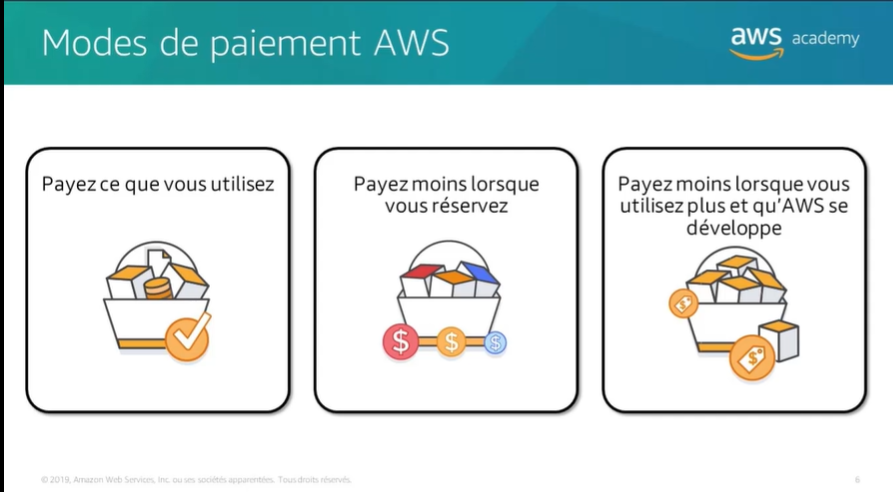 Modes de paiement AWS
aws academy
Payez ce que vous utilisez
Payez moins lorsque
vous réservez
Payez moins lorsque vous
utilisez plus et qu'AWS se
développe
$ $ $
$
$
© 2019, Amazon Web Services, Inc. ou ses sociétés apparentées. Tous droits réservés.
6